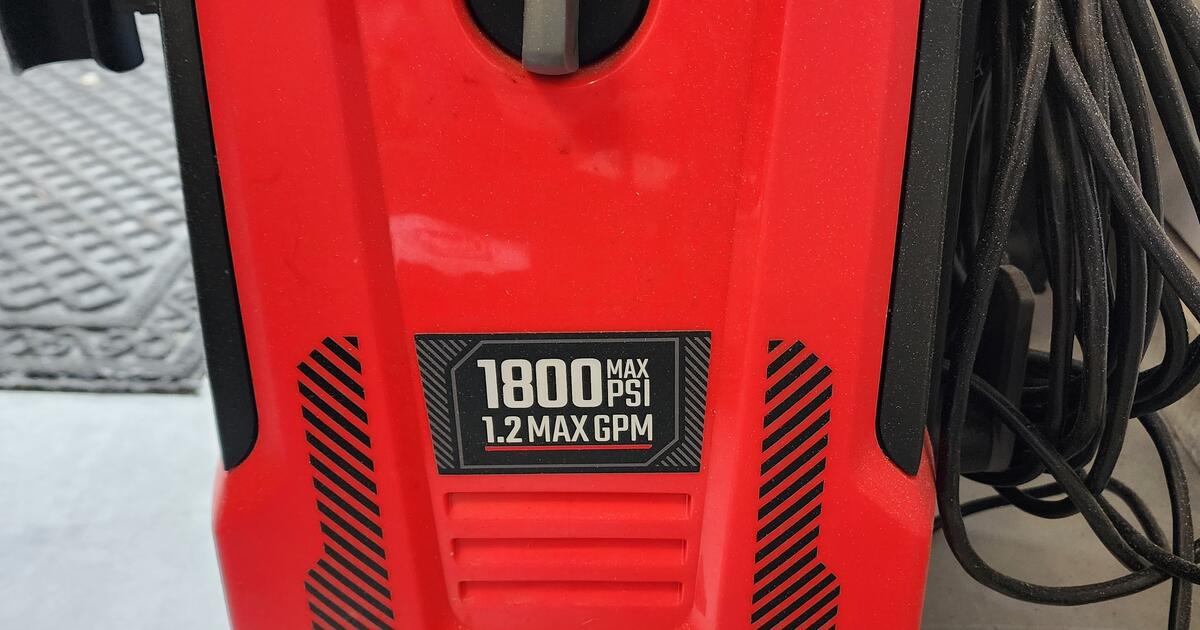 1800 MAX PSI
1.2 MAX GPM